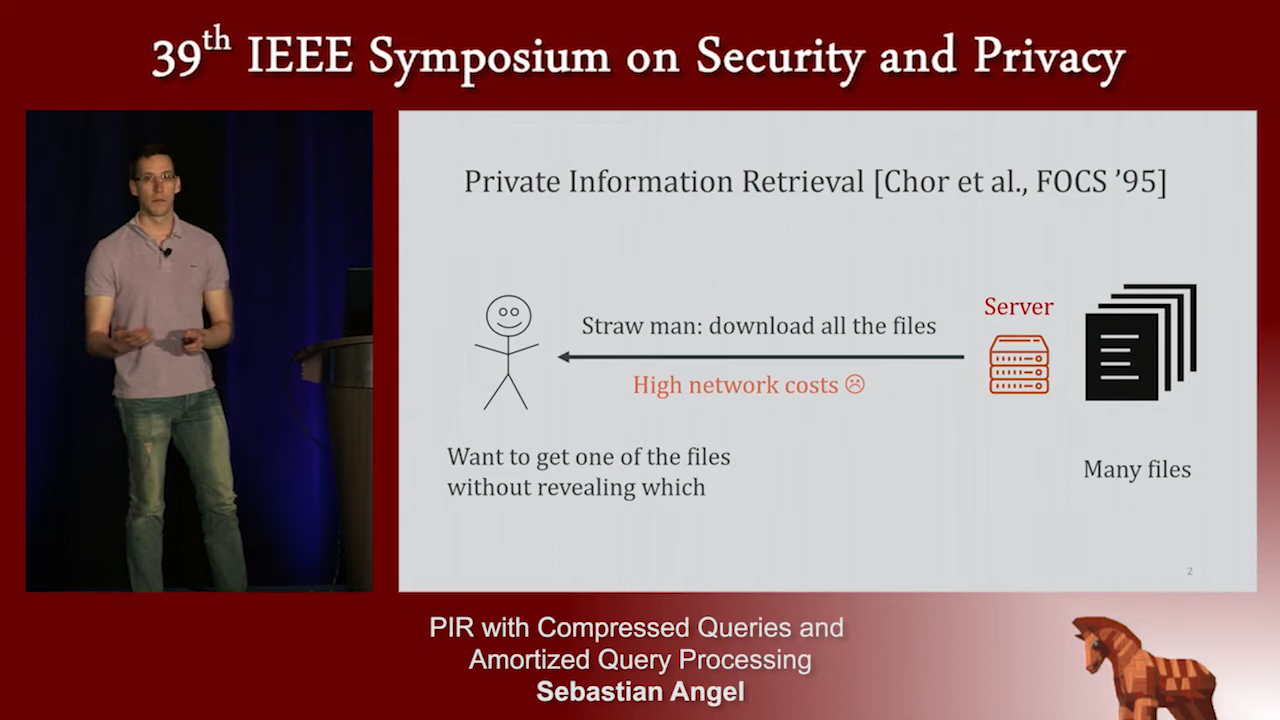 39th IEEE Symposium on Security and Privacy
Private Information Retrieval [Chor et al., FOCS ’95]
Straw man: download all the files
High network costs ☹
Server
Want to get one of the files
without revealing which
Many files
2
PIR with Compressed Queries and
Amortized Query Processing
Sebastian Angel